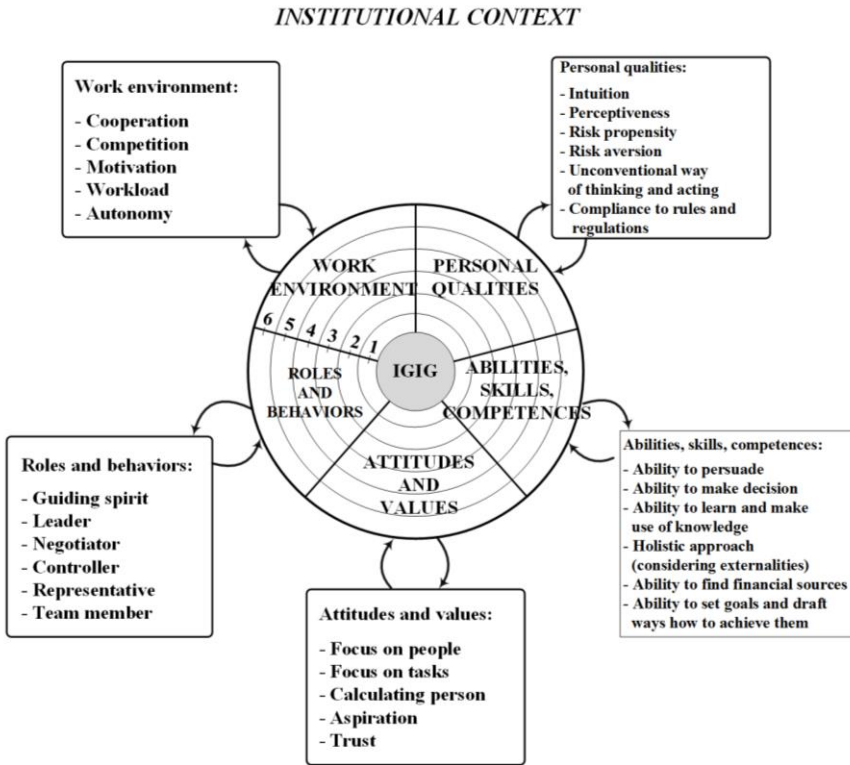 INSTITUTIONAL CONTEXT
Work environment:
- Cooperation
- Competition
- Motivation
- Workload
- Autonomy
Personal qualities:
- Intuition
- Perceptiveness
- Risk propensity
- Risk aversion
- Unconventional way
of thinking and acting
- Compliance to rules and
regulations
WORK
ENVIRONMENT
PERSONAL
QUALITIES
6 5 4 3 2 1
ROLES
AND
BEHAVIORS
IGIG
ABILITIES,
SKILLS,
COMPETENCES
ATTITUDES
AND
VALUES
Roles and behaviors:
- Guiding spirit
- Leader
- Negotiator
- Controller
- Representative
- Team member
Attitudes and values:
- Focus on people
- Focus on tasks
- Calculating person
- Aspiration
- Trust
Abilities, skills, competences:
- Ability to persuade
- Ability to make decision
- Ability to learn and make
use of knowledge
- Holistic approach
(considering externalities)
- Ability to find financial sources
- Ability to set goals and draft
ways how to achieve them